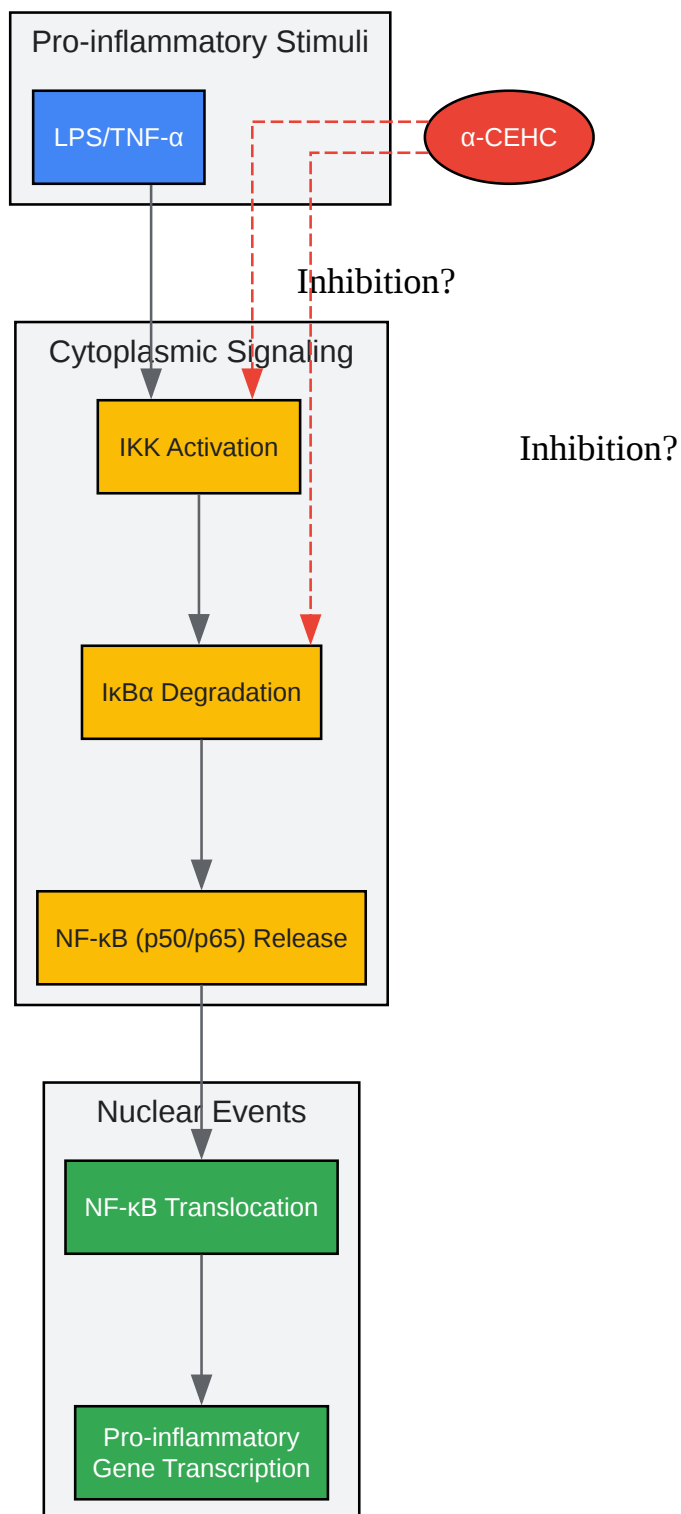 Pro-inflammatory Stimuli
LPS/TNF-α
α-CEHC
Inhibition?
Cytoplasmic Signaling
IKK Activation
Inhibition?
IκBα Degradation
NF-κB (p50/p65) Release
Nuclear Events
NF-κB Translocation
Pro-inflammatory
Gene Transcription